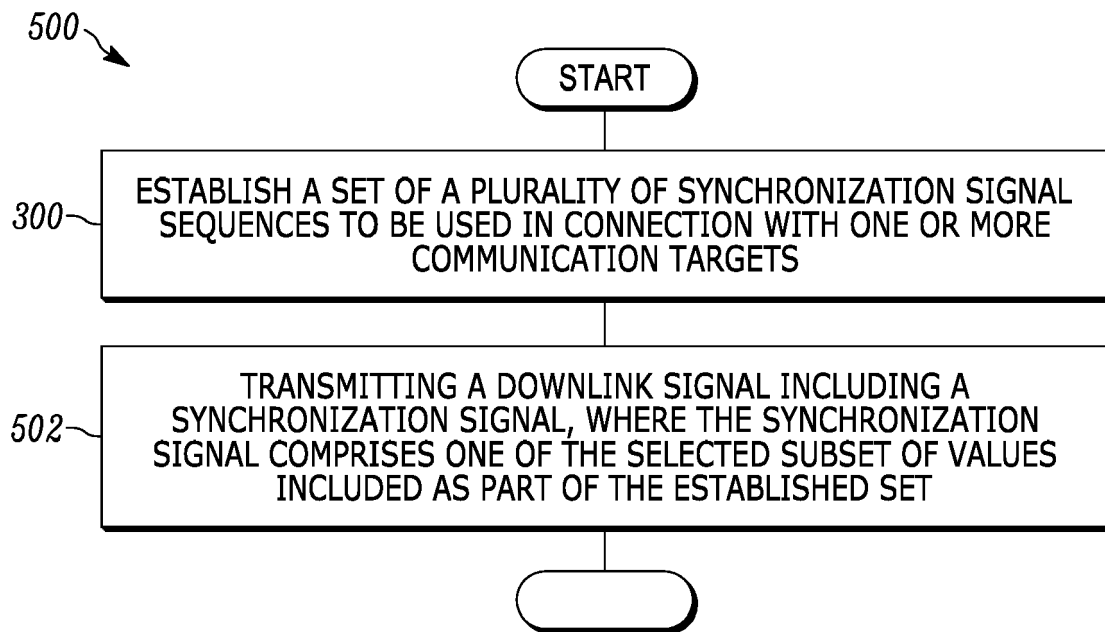 500
START
ESTABLISH A SET OF A PLURALITY OF SYNCHRONIZATION SIGNAL
SEQUENCES TO BE USED IN CONNECTION WITH ONE OR MORE
COMMUNICATION TARGETS
300
TRANSMITTING A DOWNLINK SIGNAL INCLUDING A
SYNCHRONIZATION SIGNAL, WHERE THE SYNCHRONIZATION
SIGNAL COMPRISES ONE OF THE SELECTED SUBSET OF VALUES
INCLUDED AS PART OF THE ESTABLISHED SET
502